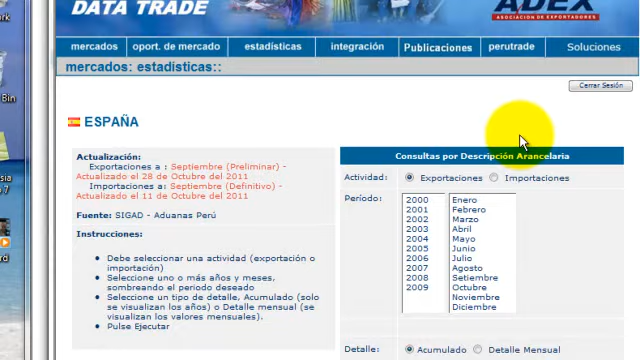 DATA TRADE
ADEX
ASOCIACION DE EXPORTADORES
mercados
oport. de mercado
estadísticas
integración
Publicaciones
perutrade
Soluciones
mercados: estadísticas::
Cerrar Sesión
Bin
ESPAÑA
Actualización:
Exportaciones a : Septiembre (Preliminar) -
Actualizado el 28 de Octubre del 2011
Importaciones a: Septiembre (Definitivo) -
Actualizado el 11 de Octubre del 2011
Fuente: SIGAD - Aduanas Perú
Instrucciones:
Debe seleccionar una actividad (exportación o
importación)
Seleccione uno o más años y meses,
sombreando el periodo deseado
Seleccione un tipo de detalle, Acumulado (solo
se visualizan los años) o Detalle mensual (se
visualizan los valores mensuales).
Pulse Ejecutar
Consultas por Descripción Arancelaria
Actividad: Exportaciones Importaciones
Período:
2000
2001
2002
2003
2004
2005
2006
2007
2008
2009
Enero
Febrero
Marzo
Abril
Mayo
Junio
Julio
Agosto
Setiembre
Octubre
Noviembre
Diciembre
Detalle: Acumulado Detalle Mensual